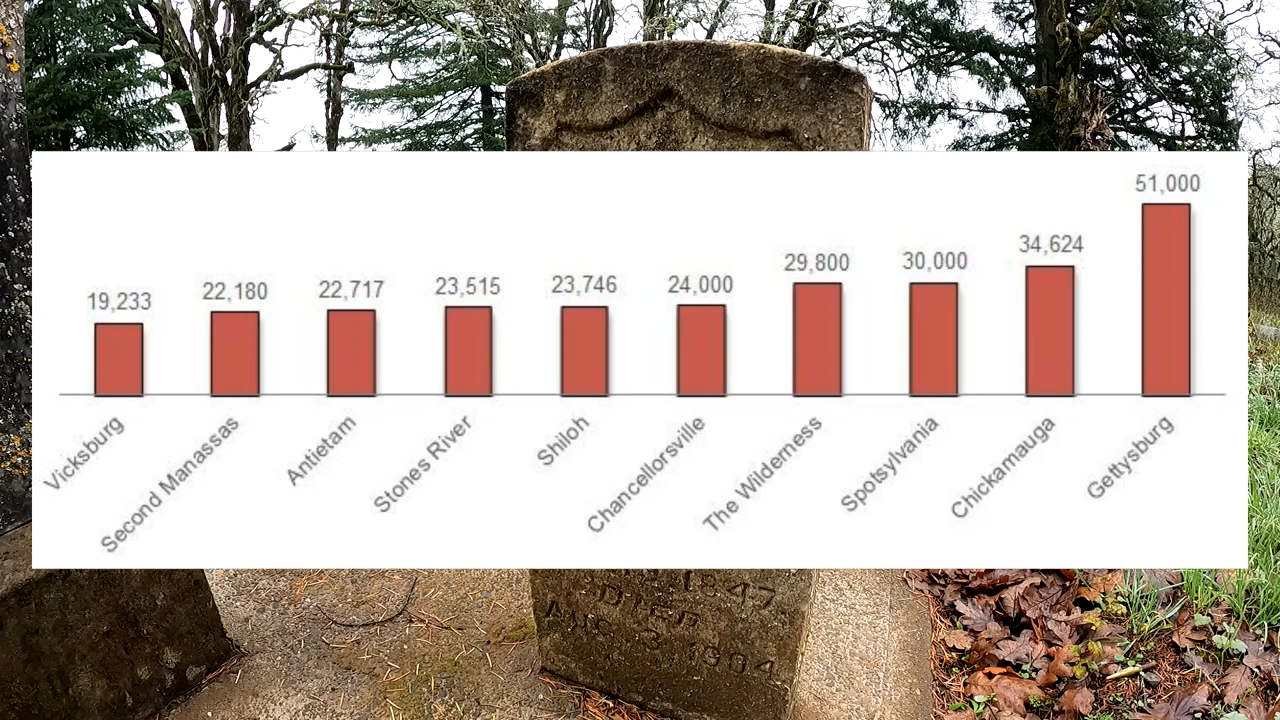 51,000
34,624
29,800
30,000
24,000
23,746
23,515
22,717
22,180
19,233
Vicksburg
Second Manassas
Antietam
Stones River
Shiloh
Chancellorsville
The Wilderness
Spotsylvania
Chickamauga
Gettysburg
1847
DIED
AUG 3, 1904